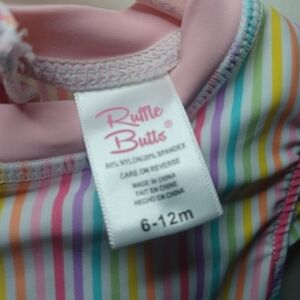 Ruffle
Butts®
80% NYLON/20% SPANDEX
CARE ON REVERSE
MADE IN CHINA
FAIT EN CHINE
HECHO EN CHINA
6-12m